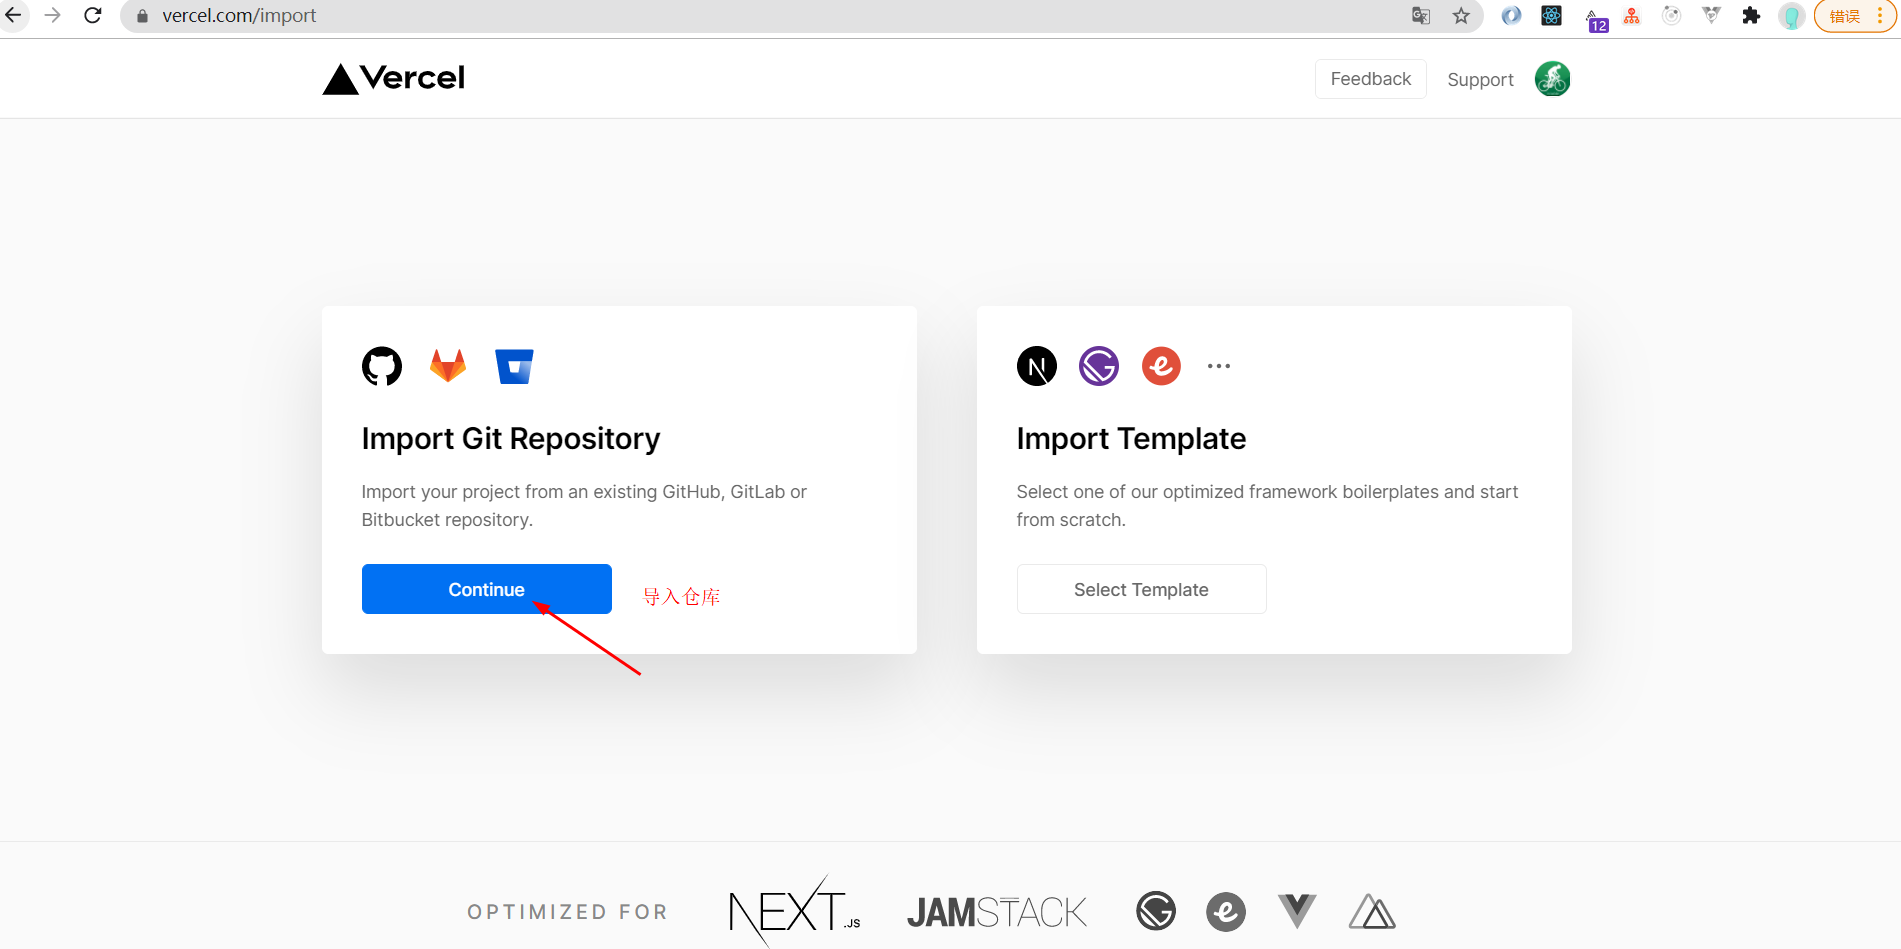 vercel.com/import
12
错误
Vercel
Feedback
Support
Import Git Repository
Import your project from an existing GitHub, GitLab or
Bitbucket repository.
Continue
导入仓库
Import Template
Select one of our optimized framework boilerplates and start
from scratch.
Select Template
OPTIMIZED FOR
NEXT.JS
JAMSTACK